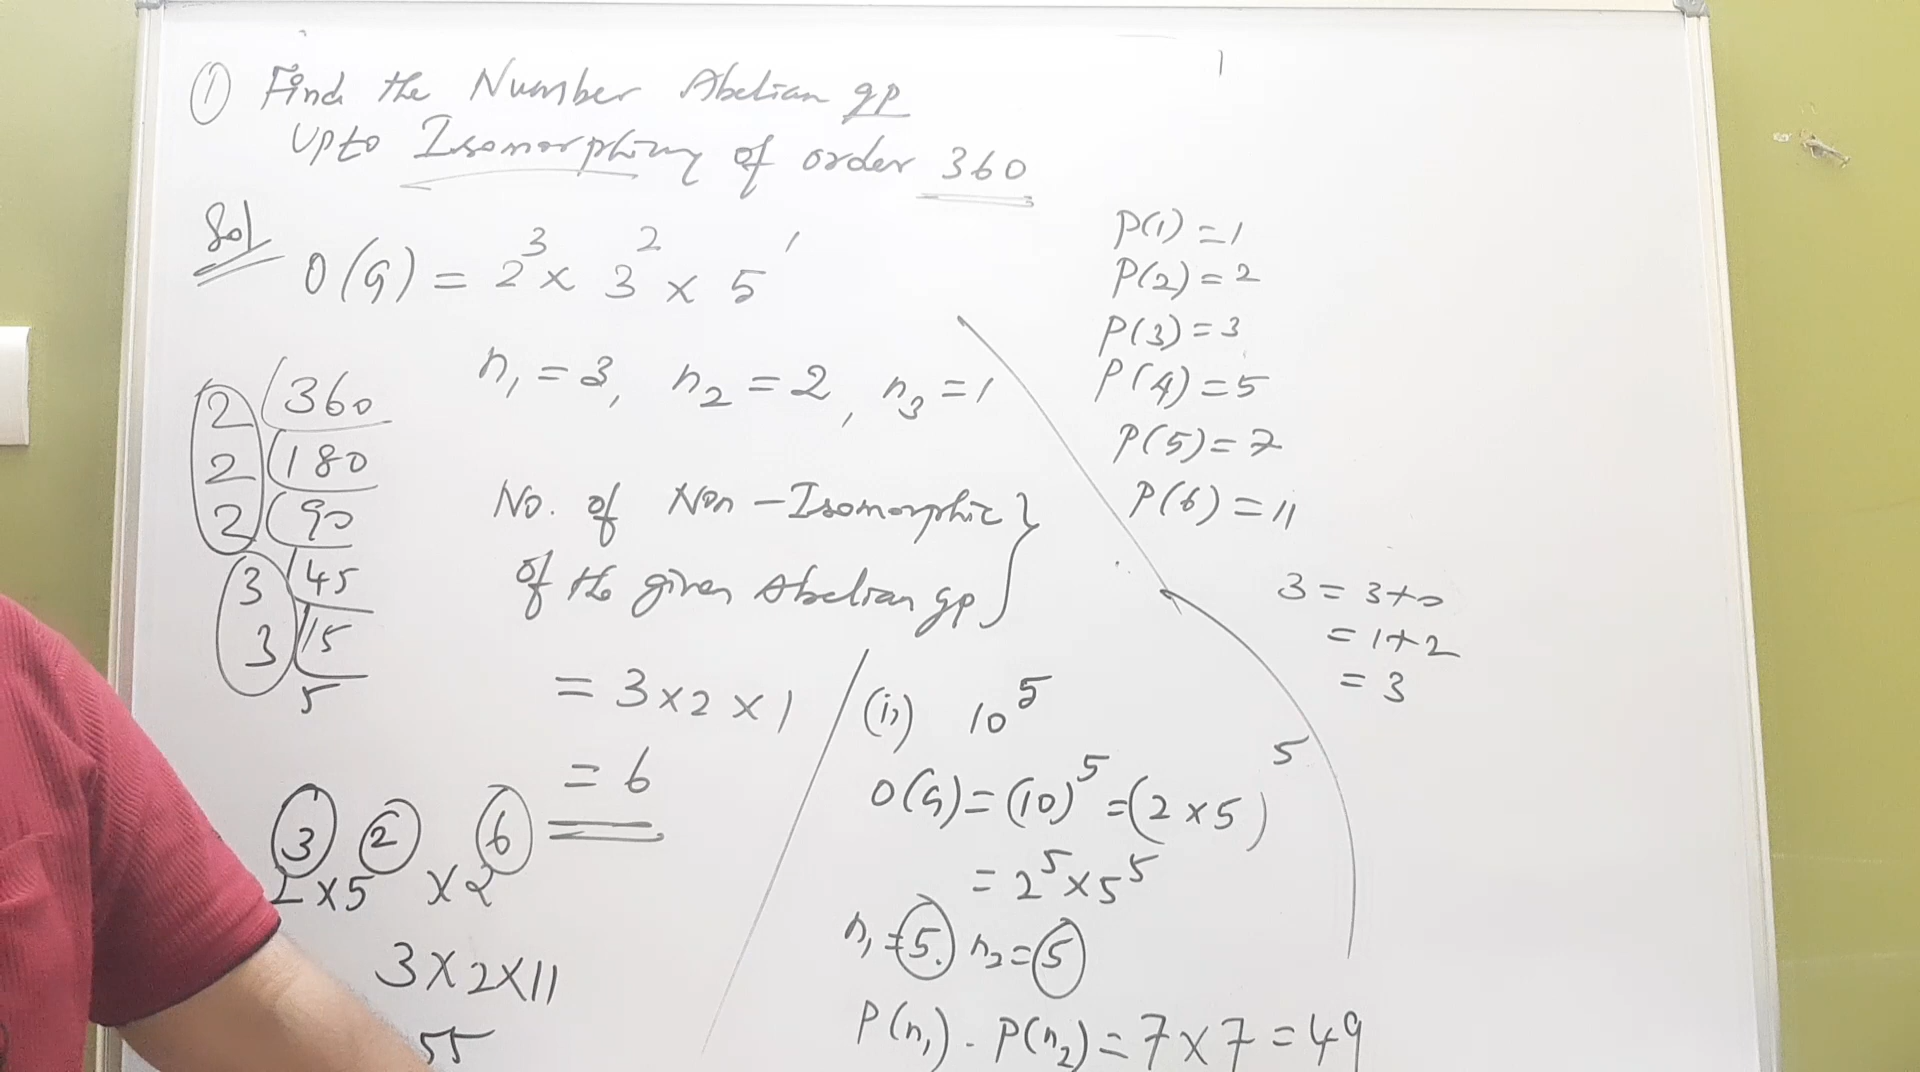 ① Find the Number Abelian gp
Upto Isomorphism of order 360
Sol
O(G) = 2³ × 3² × 5¹
n₁ = 3, n₂ = 2, n₃ = 1
2 360
2 180
2 90
3 45
3 15
5
No. of Non-Isomorphic }
of the given Abelian gp }
= 3 × 2 × 1
= 6
3 2 6
× 5 × 2
3 × 2 × 11
55
P(1) = 1
P(2) = 2
P(3) = 3
P(4) = 5
P(5) = 7
P(6) = 11
3 = 3+0
= 1+2
= 3
(i) 10⁵
O(G) = (10)⁵ = (2 × 5)⁵
= 2⁵ × 5⁵
n₁ = 5. n₂ = 5
P(n₁) . P(n₂) = 7 × 7 = 49